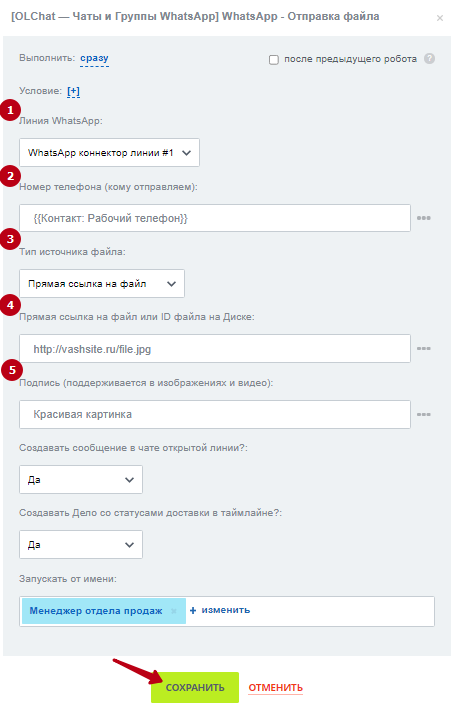 [OLChat — Чаты и Группы WhatsApp] WhatsApp - Отправка файла ×
Выполнить: сразу после предыдущего робота ?
Условие: [+]
1
Линия WhatsApp:
WhatsApp коннектор линии #1
2
Номер телефона (кому отправляем):
{{Контакт: Рабочий телефон}}
3
Тип источника файла:
Прямая ссылка на файл
4
Прямая ссылка на файл или ID файла на Диске:
http://vashsite.ru/file.jpg
5
Подпись (поддерживается в изображениях и видео):
Красивая картинка
Создавать сообщение в чате открытой линии?:
Да
Создавать Дело со статусами доставки в таймлайне?:
Да
Запускать от имени:
Менеджер отдела продаж × + изменить
СОХРАНИТЬ ОТМЕНИТЬ